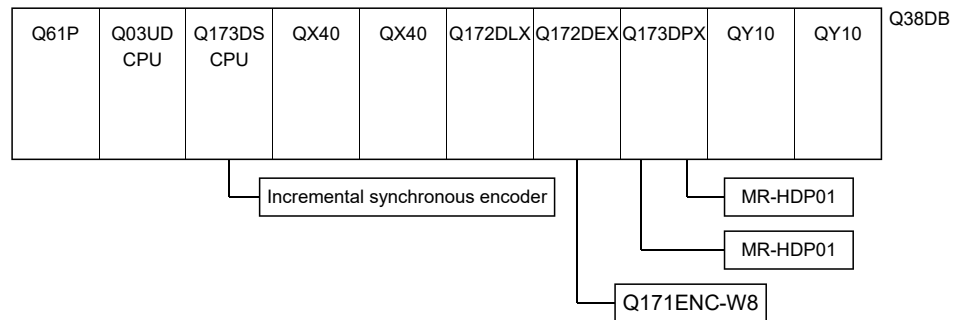 Q61P
Q03UD
CPU
Q173DS
CPU
QX40
QX40
Q172DLX
Q172DEX
Q173DPX
QY10
QY10
Q38DB
Incremental synchronous encoder
MR-HDP01
MR-HDP01
Q171ENC-W8